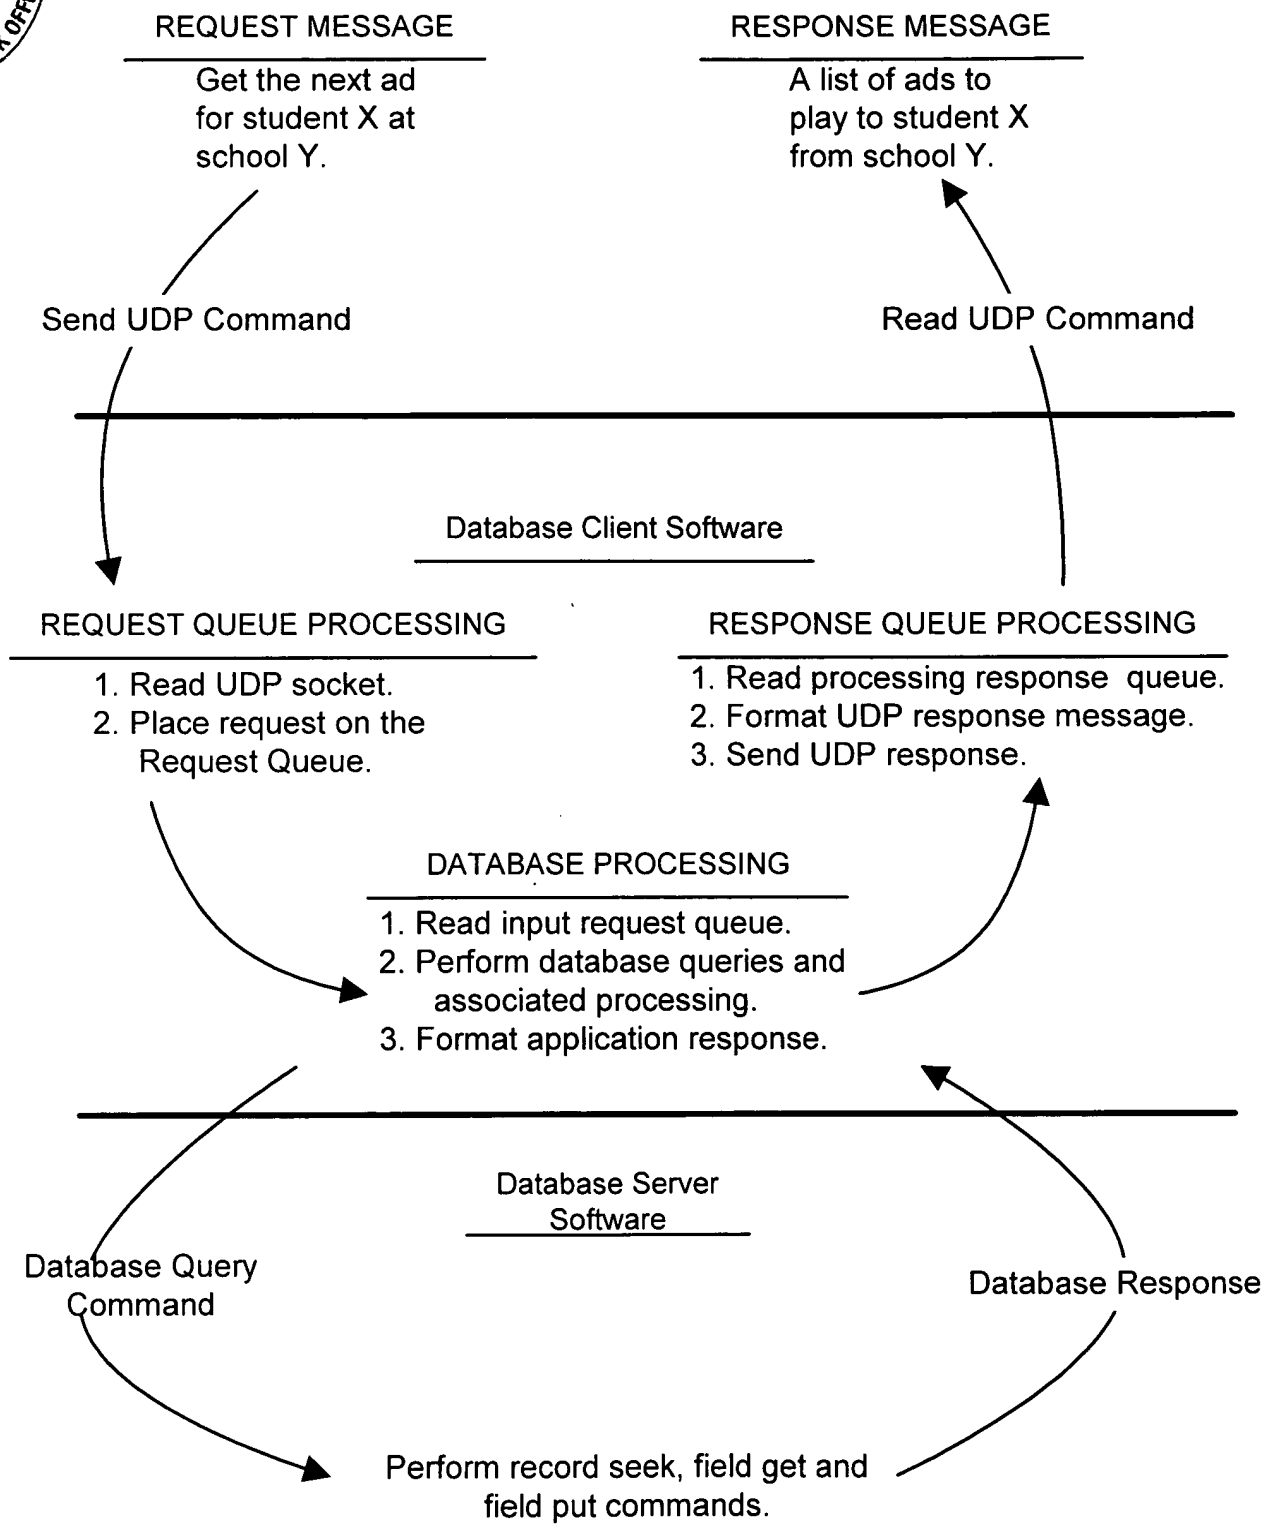 REQUEST MESSAGE
Get the next ad
for student X at
school Y.
RESPONSE MESSAGE
A list of ads to
play to student X
from school Y.
Send UDP Command
Read UDP Command
Database Client Software
REQUEST QUEUE PROCESSING
1. Read UDP socket.
2. Place request on the
Request Queue.
RESPONSE QUEUE PROCESSING
1. Read processing response queue.
2. Format UDP response message.
3. Send UDP response.
DATABASE PROCESSING
1. Read input request queue.
2. Perform database queries and
associated processing.
3. Format application response.
Database Server
Software
Database Query
Command
Database Response
Perform record seek, field get and
field put commands.